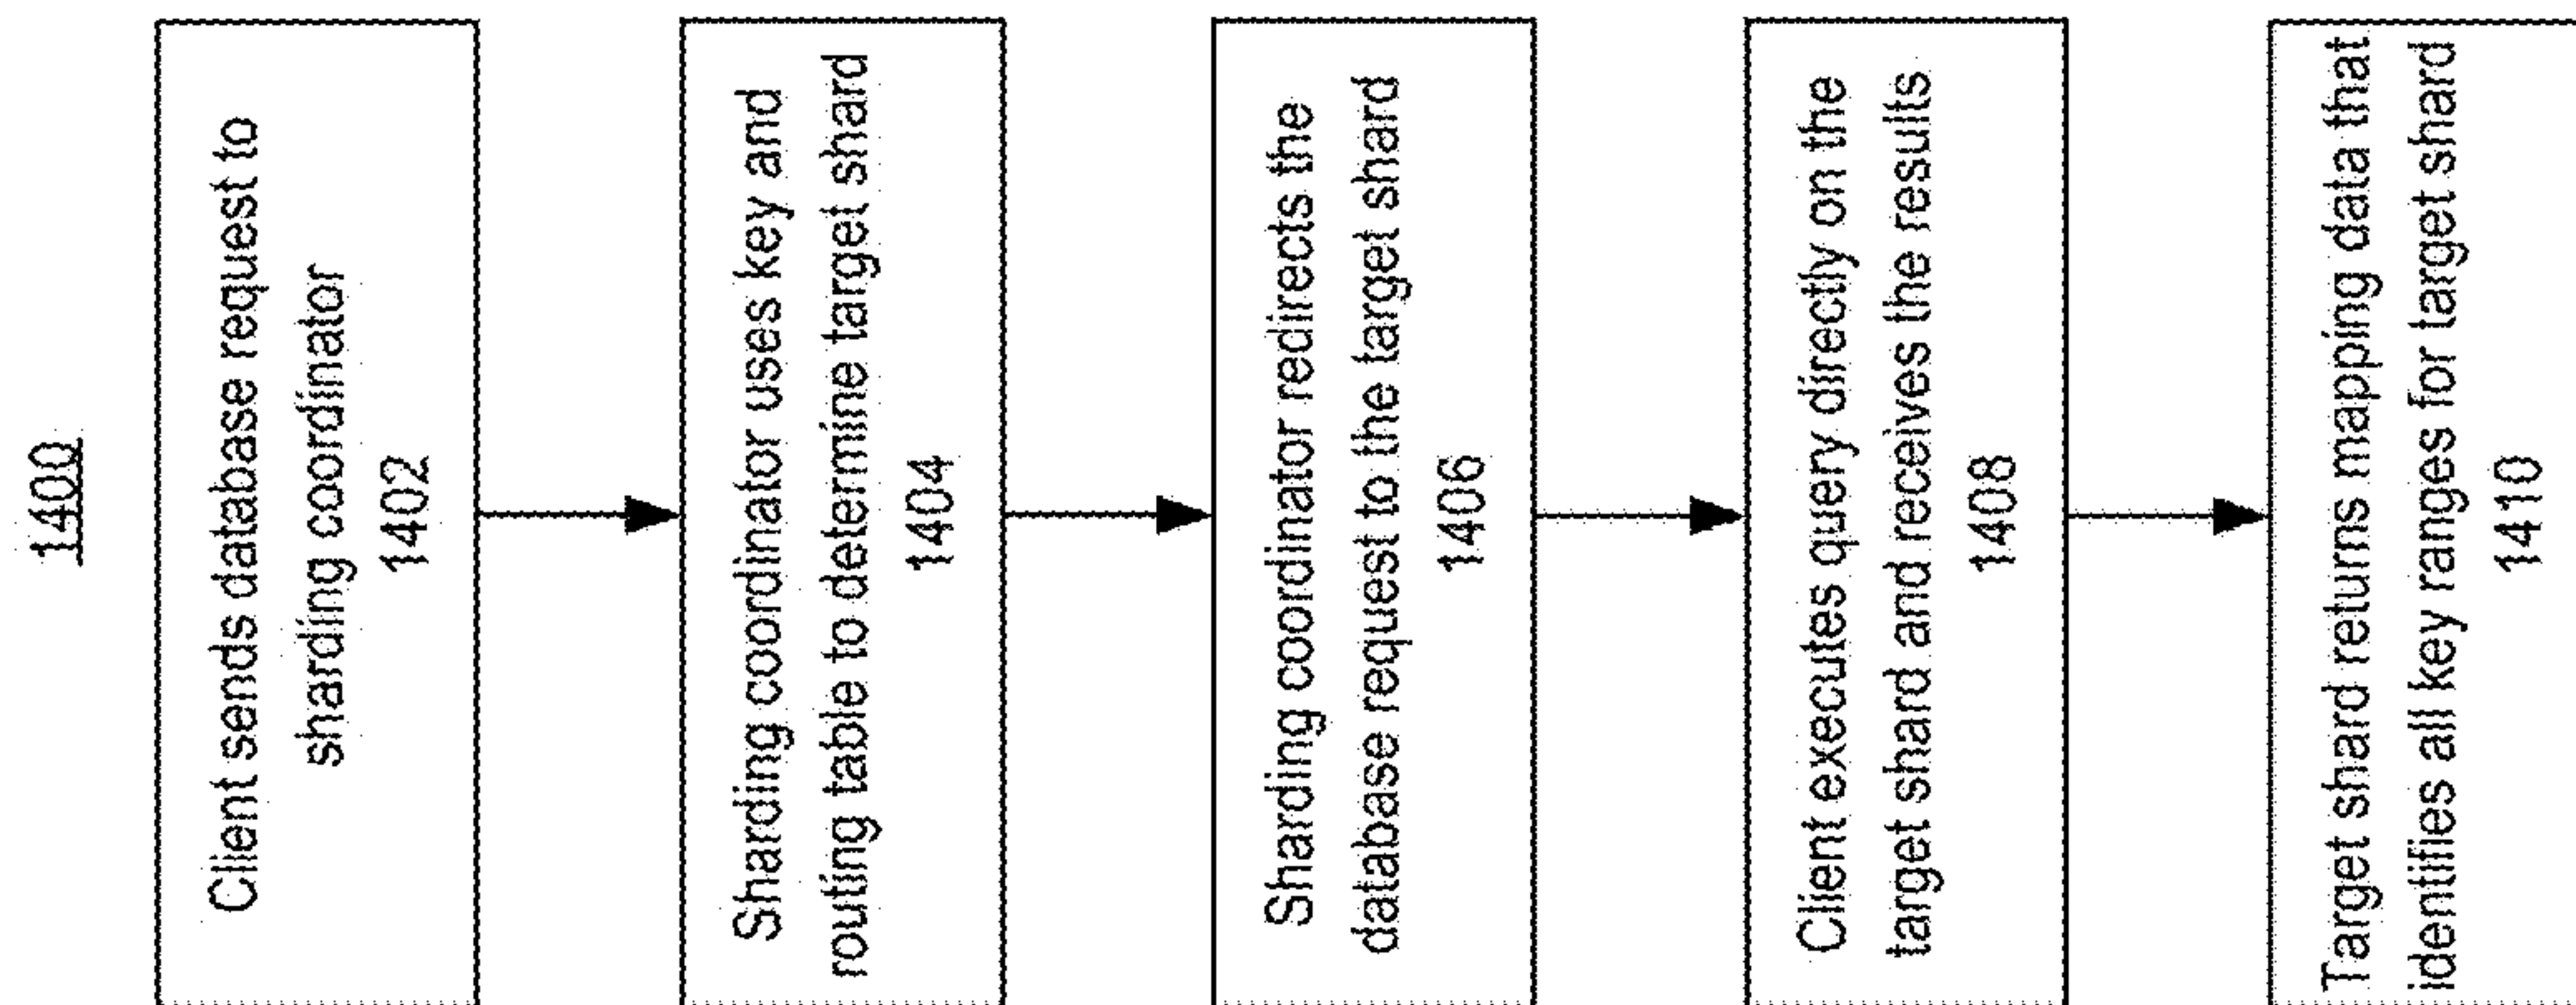 1400
Client sends database request to
sharding coordinator
1402
Sharding coordinator uses key and
routing table to determine target shard
1404
Sharding coordinator redirects the
database request to the target shard
1406
Client executes query directly on the
target shard and receives the results
1408
Target shard returns mapping data that
identifies all key ranges for target shard
1410